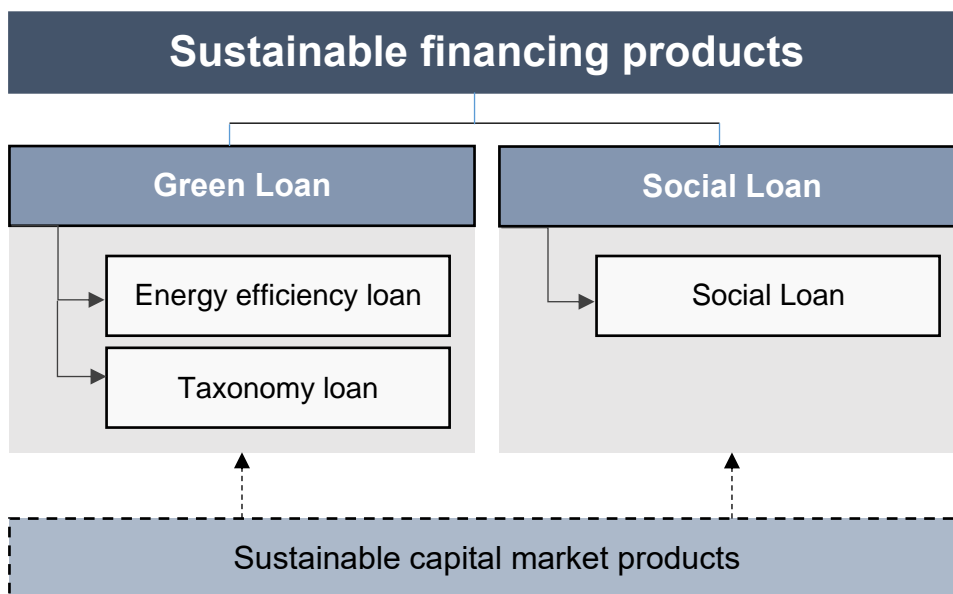 Sustainable financing products
Green Loan
Social Loan
Energy efficiency loan
Social Loan
Taxonomy loan
Sustainable capital market products